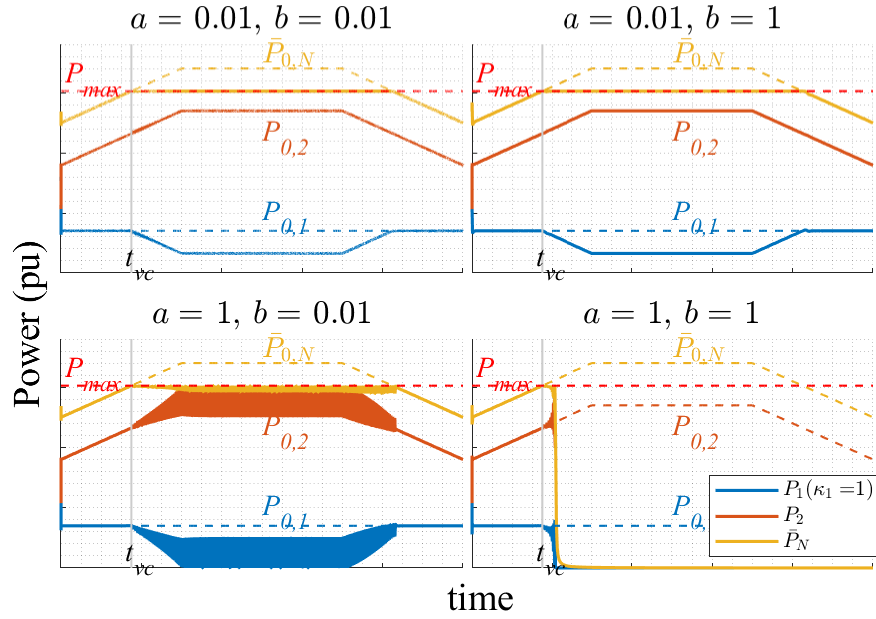 a = 0.01, b = 0.01
a = 0.01, b = 1
P̄0,N
Pmax
P0,2
P0,1
tvc
P̄0,N
Pmax
P0,2
P0,1
tvc
Power (pu)
a = 1, b = 0.01
a = 1, b = 1
P̄0,N
Pmax
P0,2
P0,1
tvc
P̄0,N
Pmax
P0,2
P0,
tvc
P1(κ1=1)
P2
P̄N
time